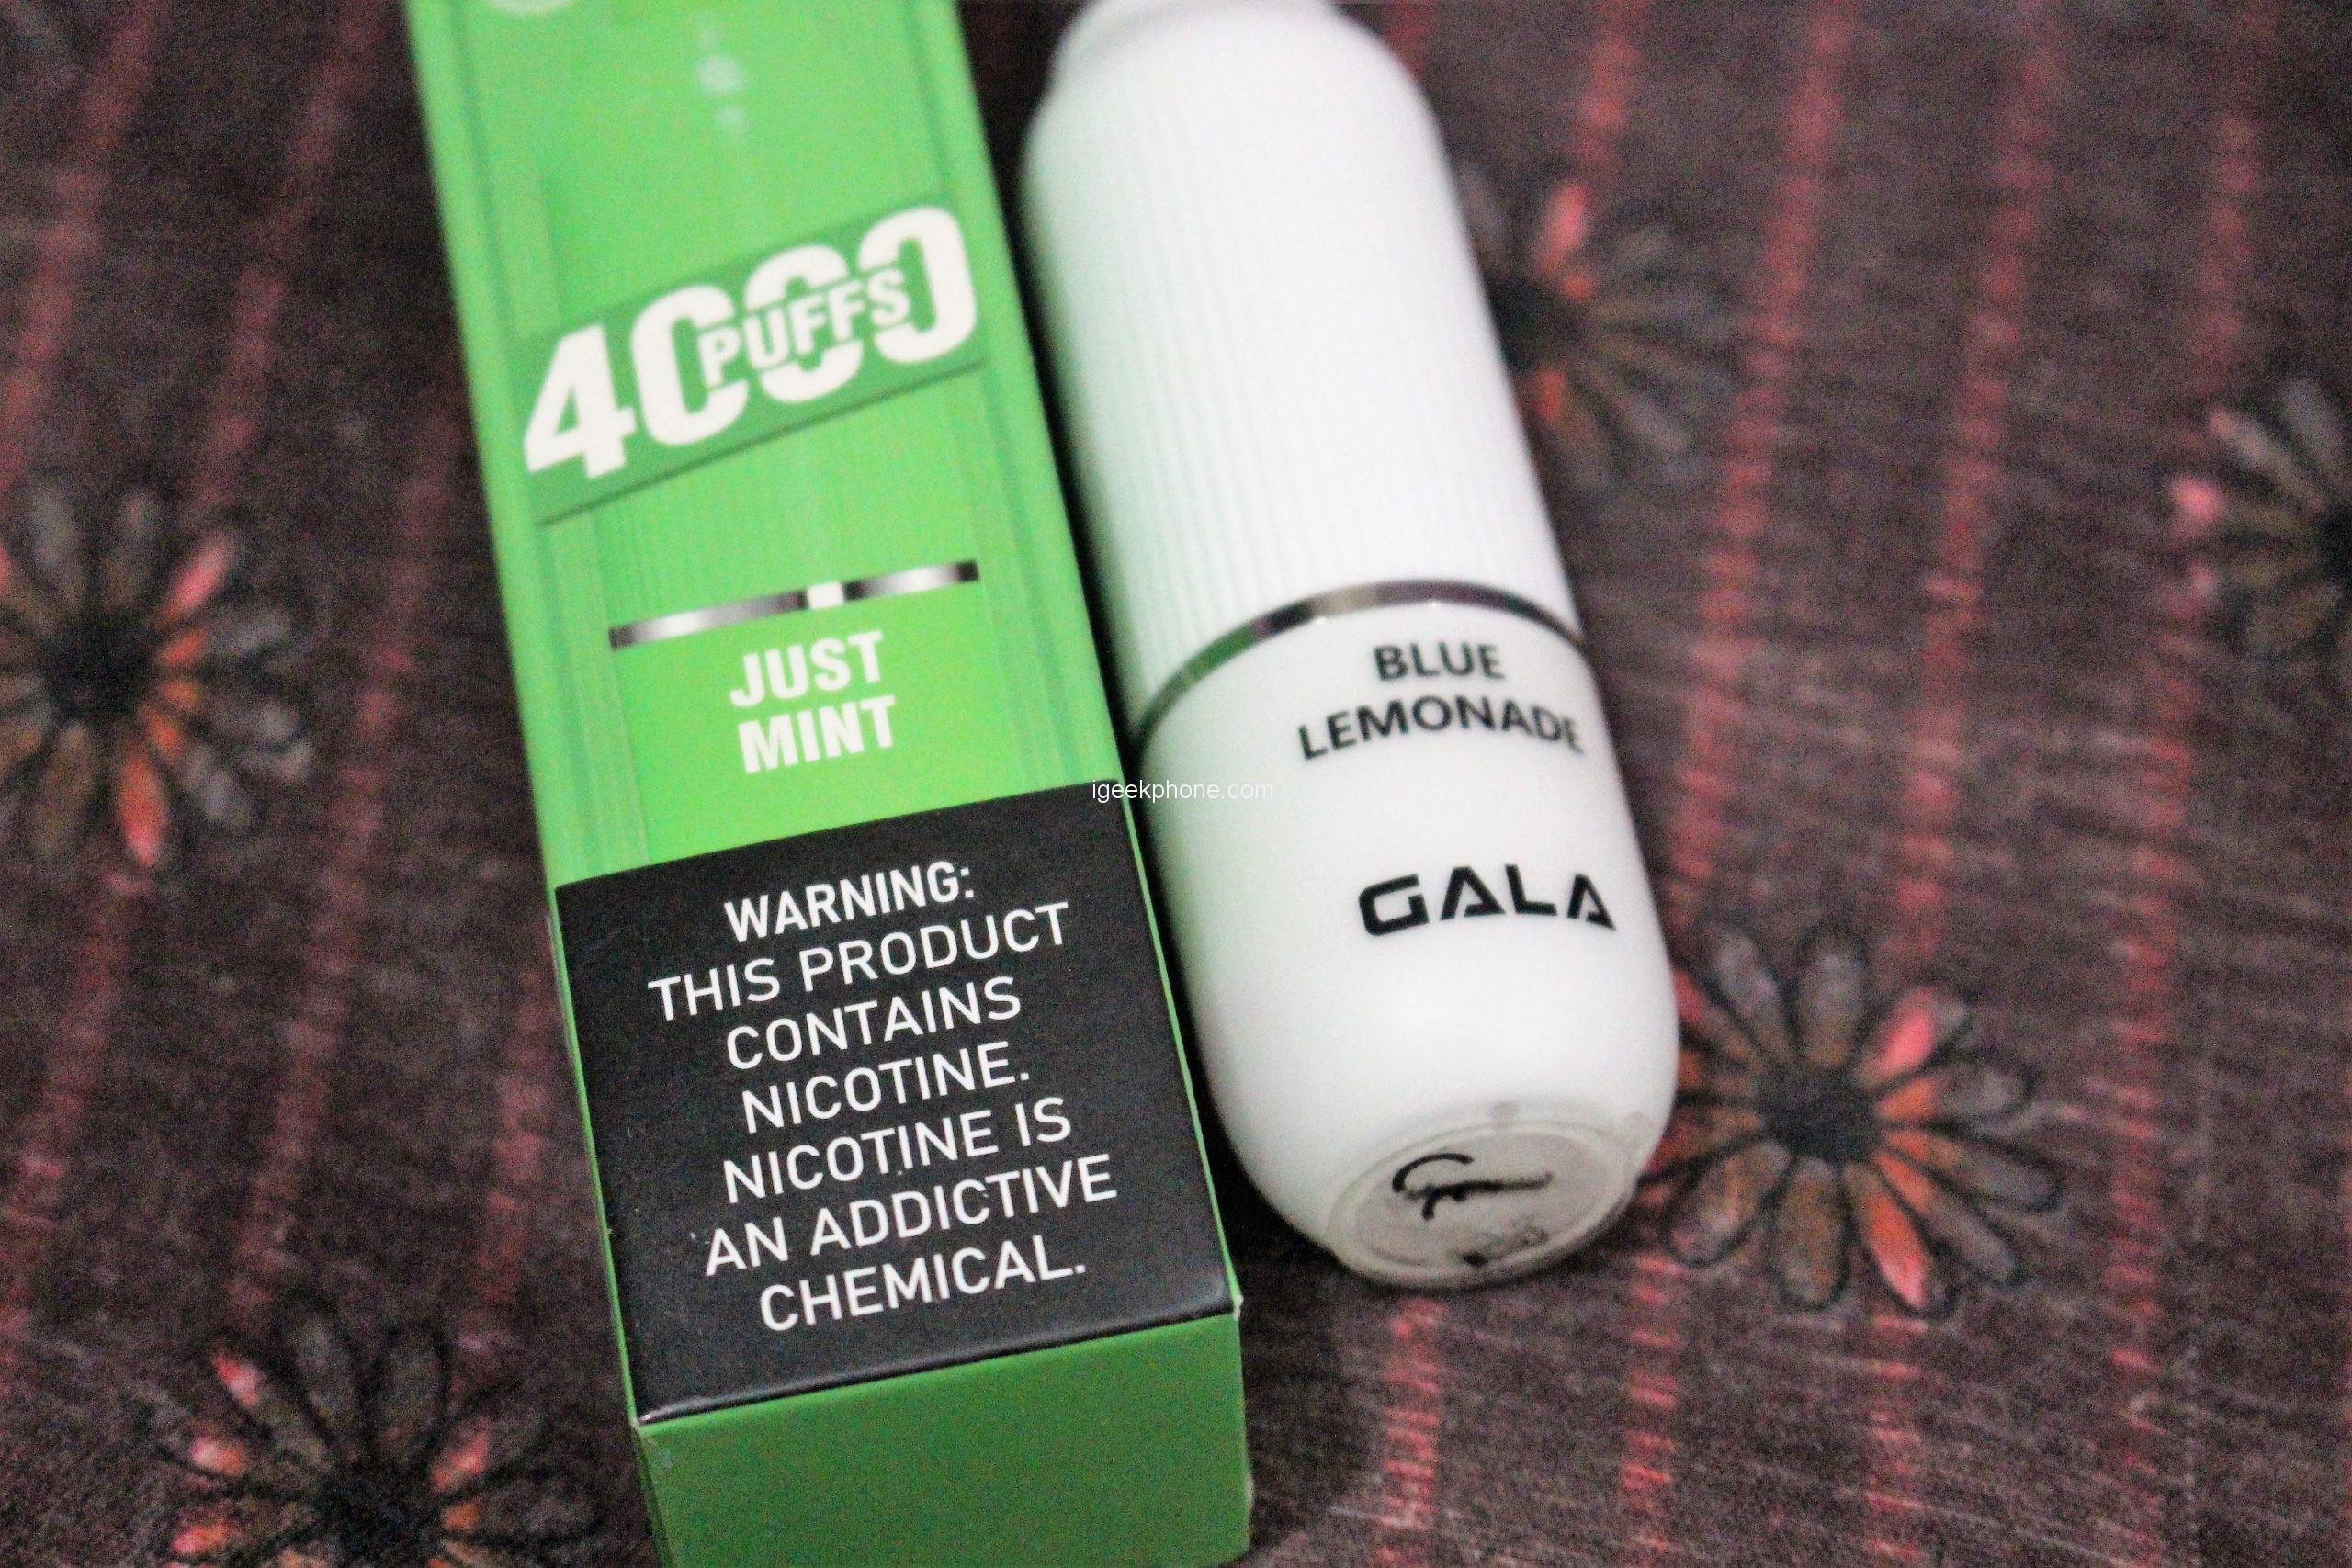 4000
PUFFS
JUST
MINT
WARNING:
THIS PRODUCT
CONTAINS
NICOTINE.
NICOTINE IS
AN ADDICTIVE
CHEMICAL.
BLUE
LEMONADE
GALA
igeekphone.com